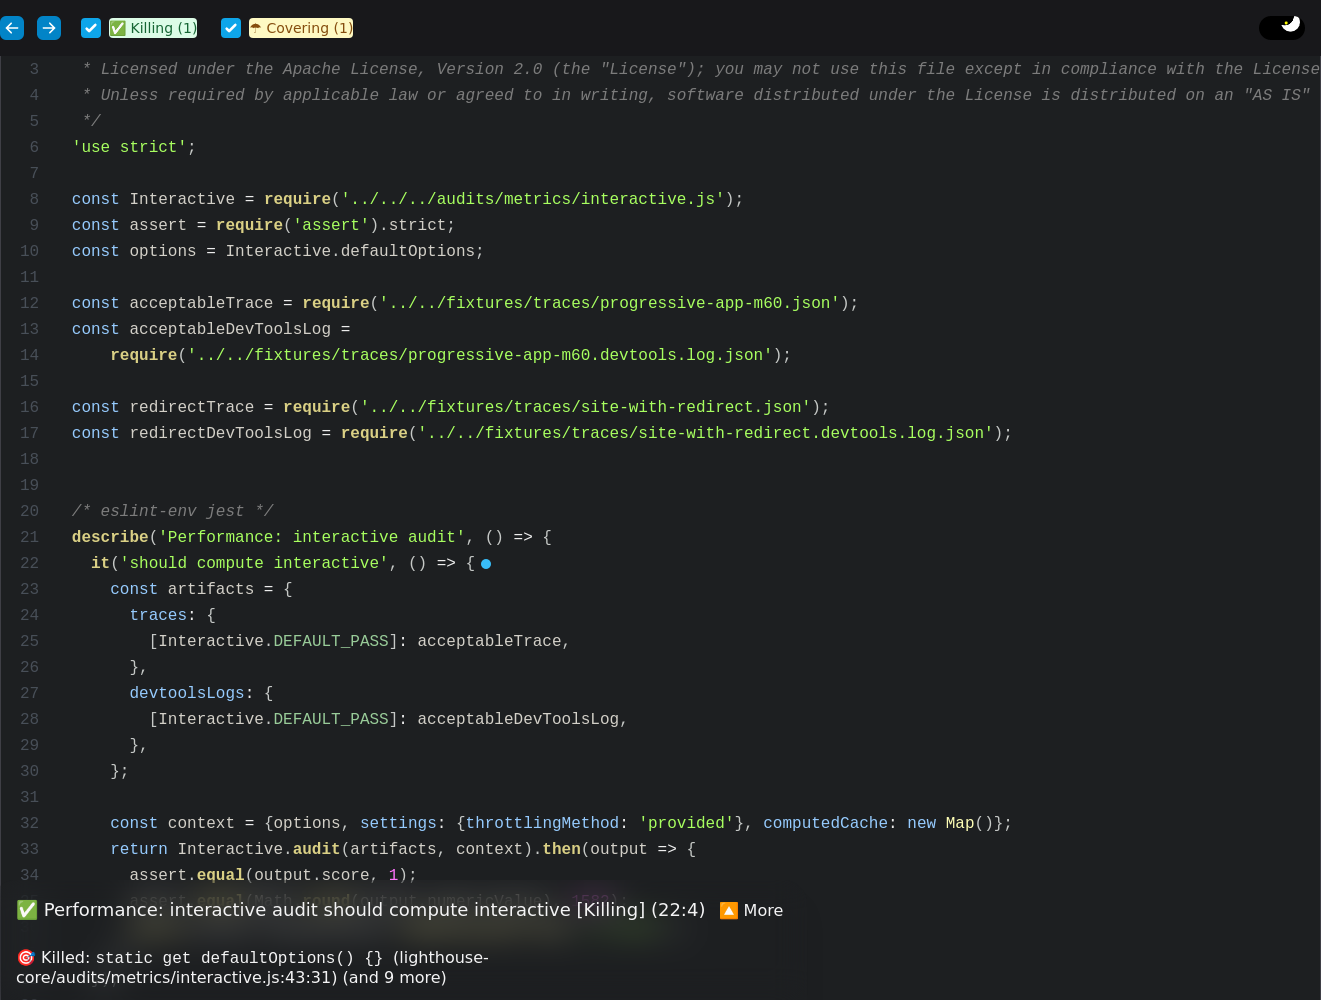 ✅ Killing (1) ☂ Covering (1)
3 * Licensed under the Apache License, Version 2.0 (the "License"); you may not use this file except in compliance with the License
4 * Unless required by applicable law or agreed to in writing, software distributed under the License is distributed on an "AS IS"
5 */
6 'use strict';
7
8 const Interactive = require('../../../audits/metrics/interactive.js');
9 const assert = require('assert').strict;
10 const options = Interactive.defaultOptions;
11
12 const acceptableTrace = require('../../fixtures/traces/progressive-app-m60.json');
13 const acceptableDevToolsLog =
14 require('../../fixtures/traces/progressive-app-m60.devtools.log.json');
15
16 const redirectTrace = require('../../fixtures/traces/site-with-redirect.json');
17 const redirectDevToolsLog = require('../../fixtures/traces/site-with-redirect.devtools.log.json');
18
19
20 /* eslint-env jest */
21 describe('Performance: interactive audit', () => {
22 it('should compute interactive', () => {
23 const artifacts = {
24 traces: {
25 [Interactive.DEFAULT_PASS]: acceptableTrace,
26 },
27 devtoolsLogs: {
28 [Interactive.DEFAULT_PASS]: acceptableDevToolsLog,
29 },
30 };
31
32 const context = {options, settings: {throttlingMethod: 'provided'}, computedCache: new Map()};
33 return Interactive.audit(artifacts, context).then(output => {
34 assert.equal(output.score, 1);
✅ Performance: interactive audit should compute interactive [Killing] (22:4) 🔼 More
🎯 Killed: static get defaultOptions() {} (lighthouse-
core/audits/metrics/interactive.js:43:31) (and 9 more)